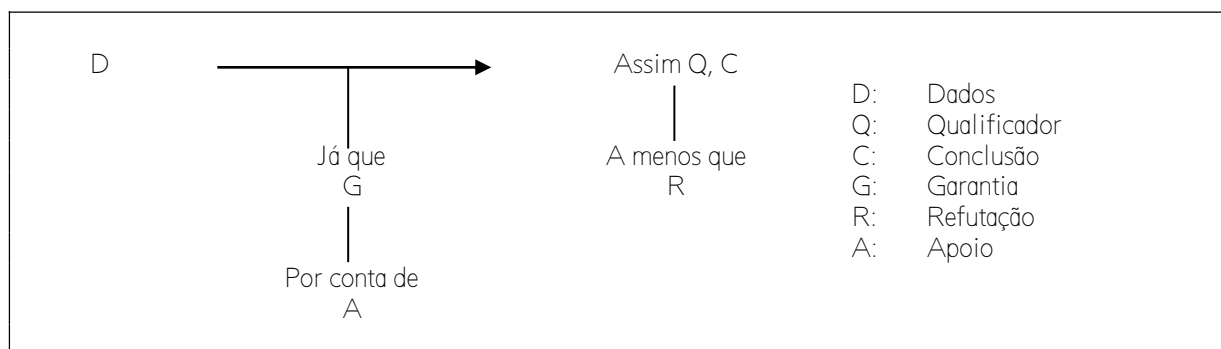 D
Assim Q, C
Já que
G
Por conta de
A
A menos que
R
D: Dados
Q: Qualificador
C: Conclusão
G: Garantia
R: Refutação
A: Apoio